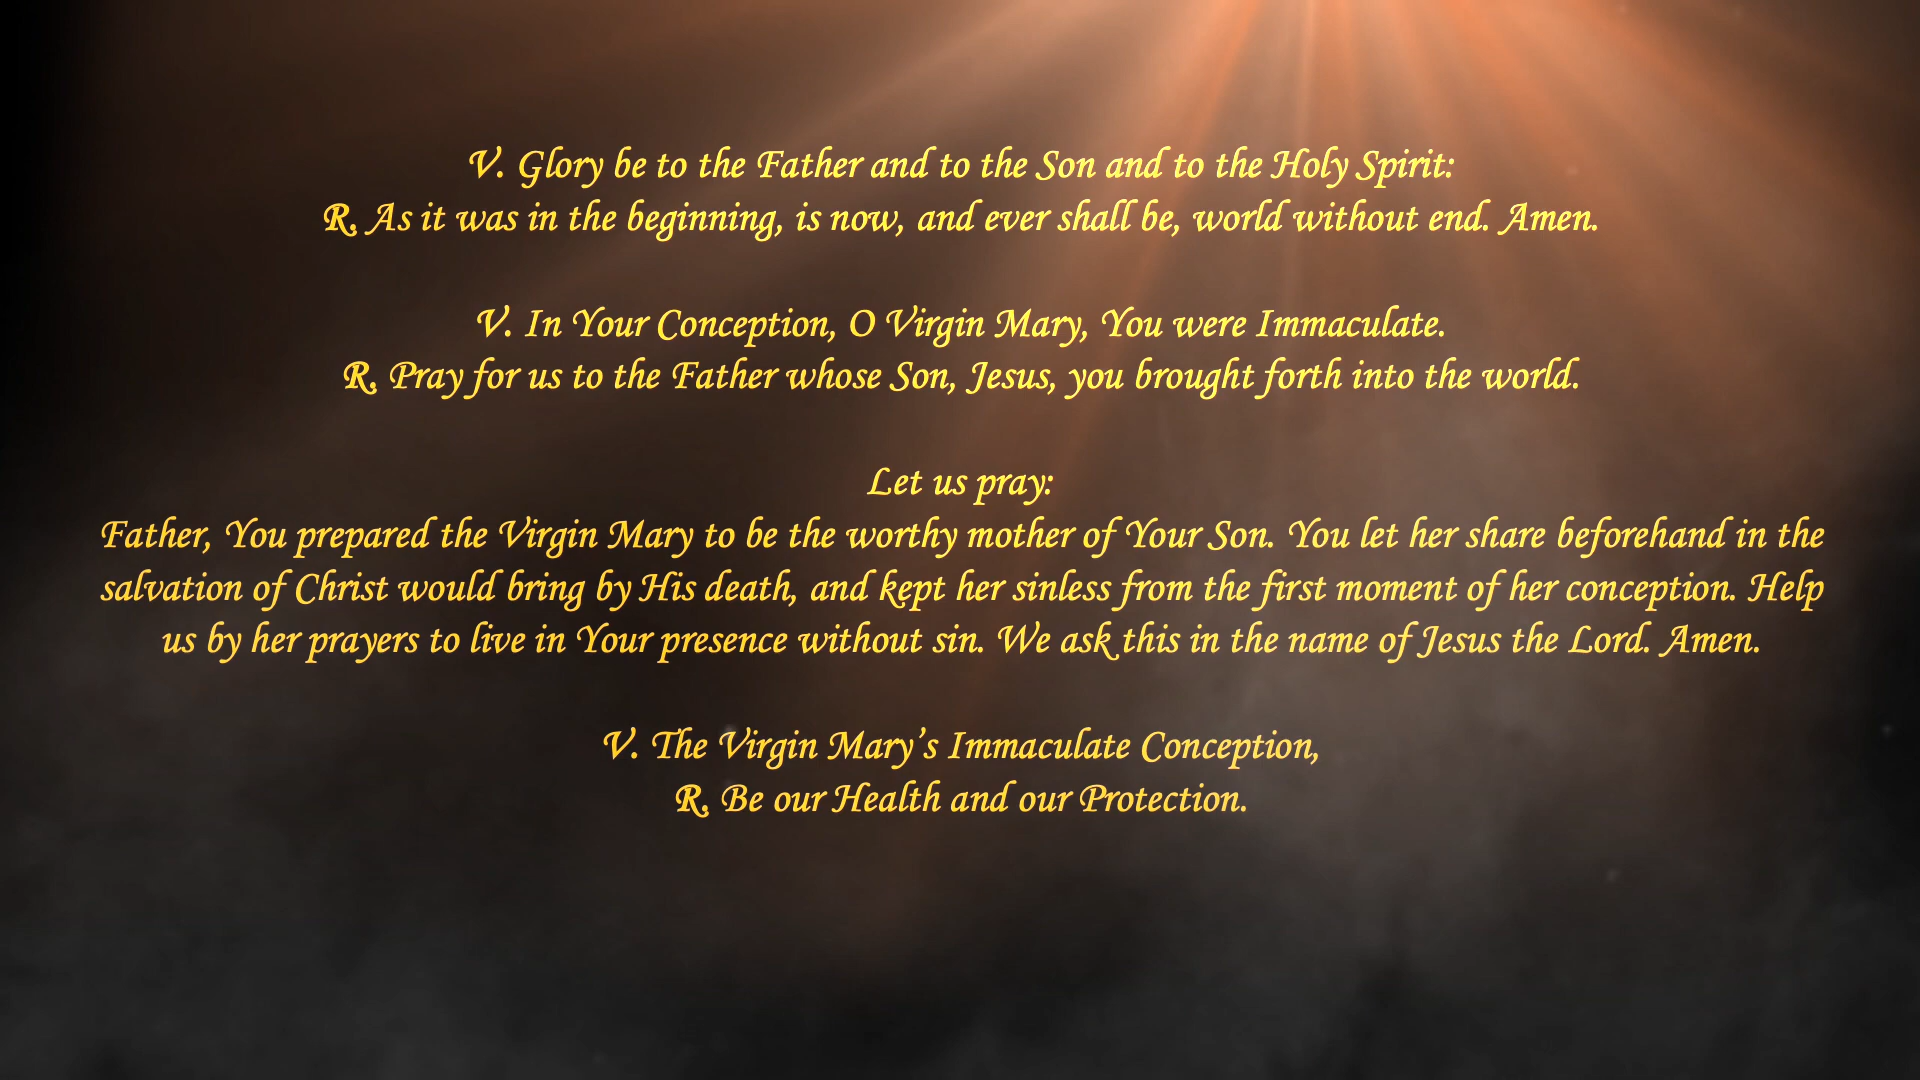 V. Glory be to the Father and to the Son and to the Holy Spirit:
R. As it was in the beginning, is now, and ever shall be, world without end. Amen.
V. In Your Conception, O Virgin Mary, You were Immaculate.
R. Pray for us to the Father whose Son, Jesus, you brought forth into the world.
Let us pray:
Father, You prepared the Virgin Mary to be the worthy mother of Your Son. You let her share beforehand in the
salvation of Christ would bring by His death, and kept her sinless from the first moment of her conception. Help
us by her prayers to live in Your presence without sin. We ask this in the name of Jesus the Lord. Amen.
V. The Virgin Mary’s Immaculate Conception,
R. Be our Health and our Protection.